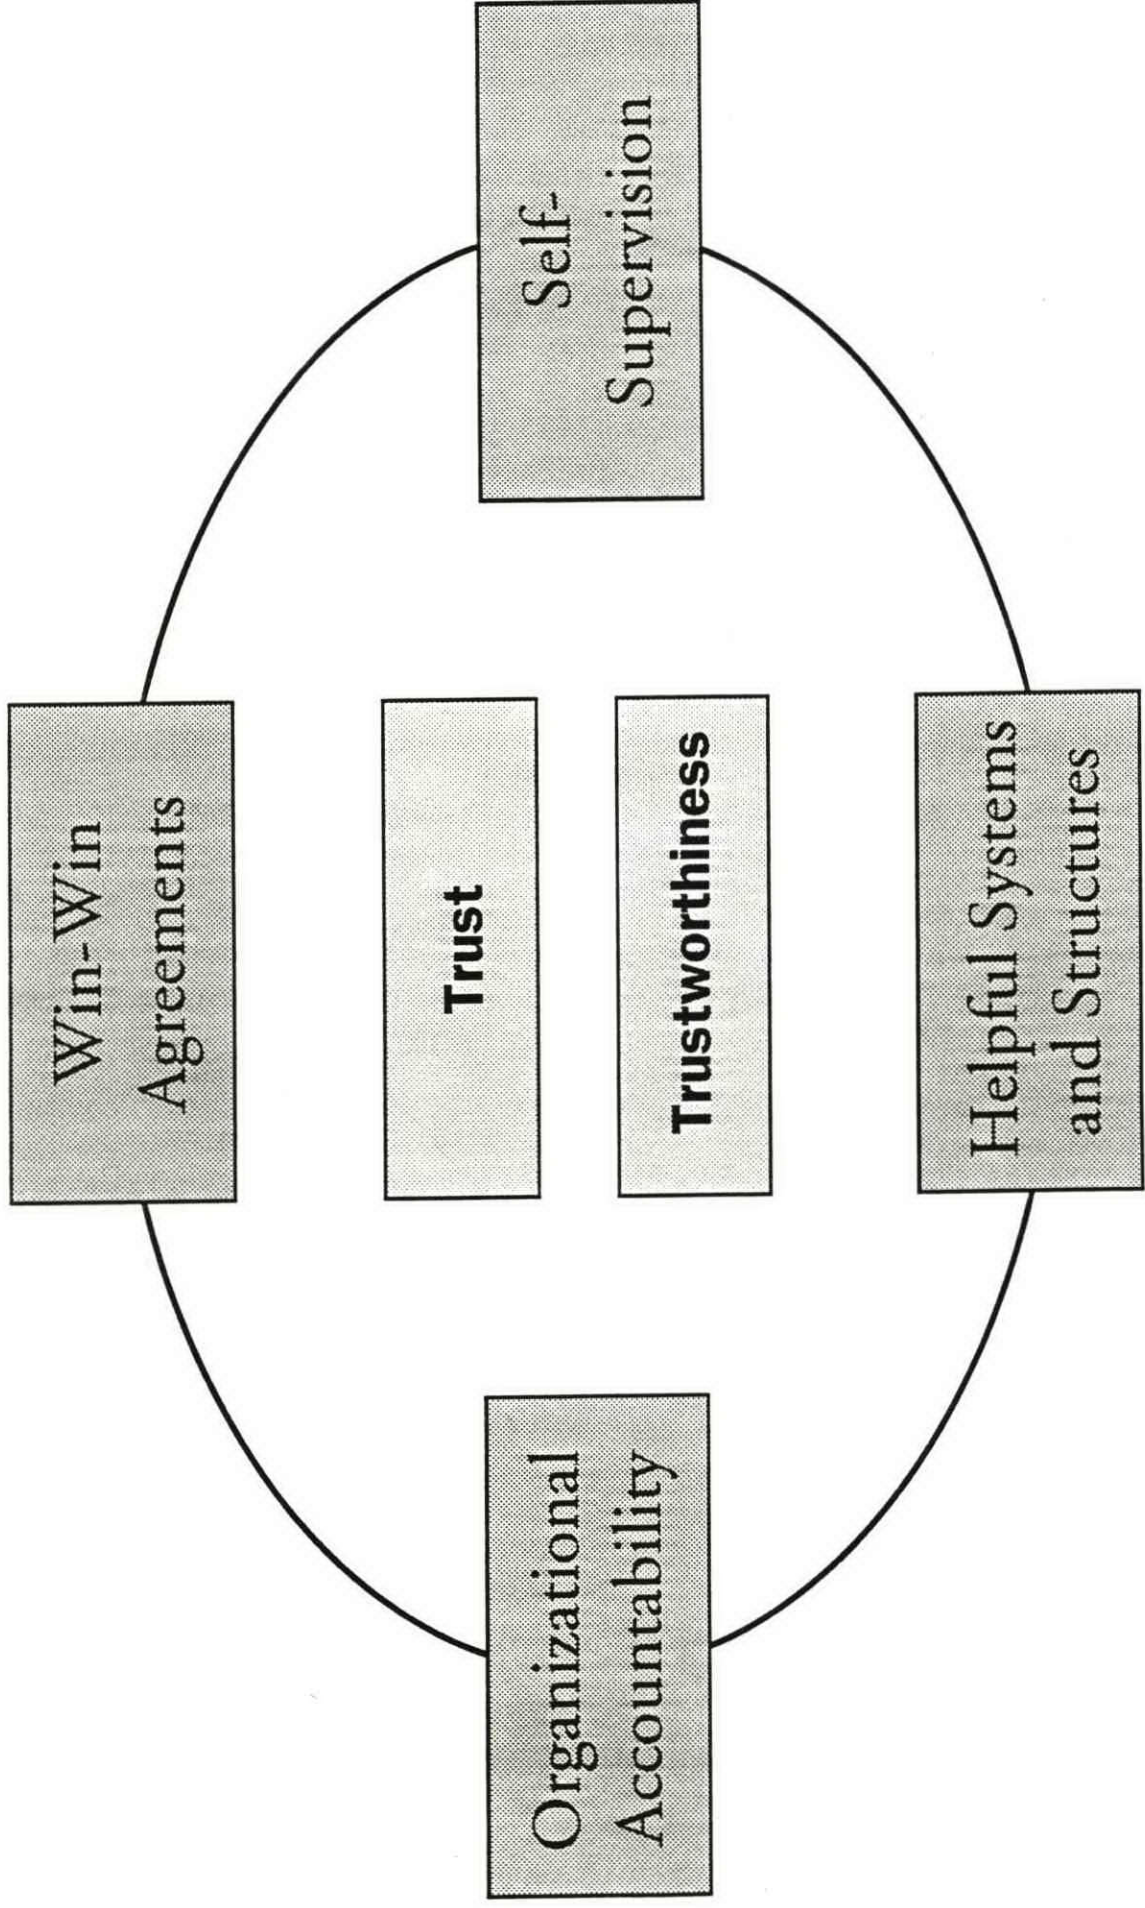 Win-Win
Agreements
Organizational
Accountability
Trust
Trustworthiness
Self-
Supervision
Helpful Systems
and Structures